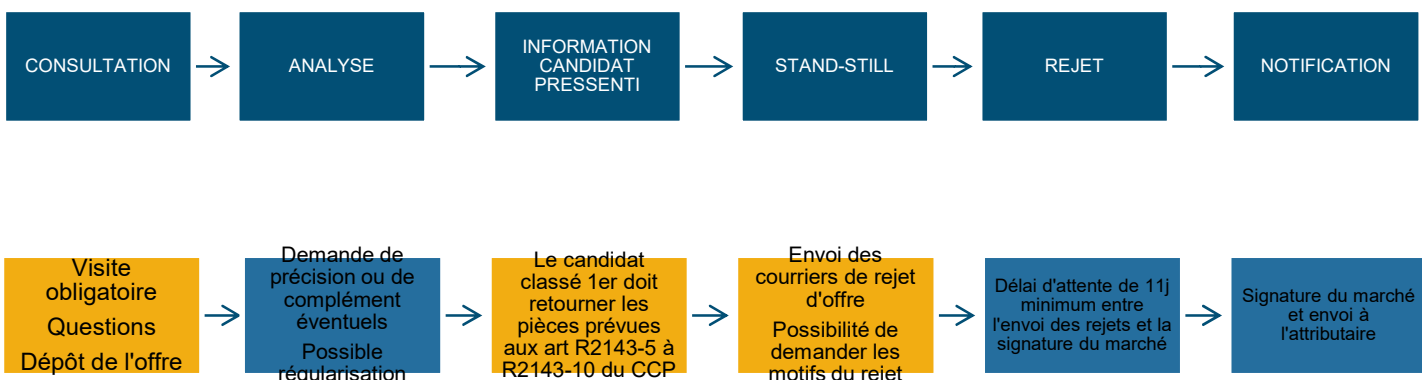 CONSULTATION
ANALYSE
INFORMATION
CANDIDAT
PRESSENTI
STAND-STILL
REJET
NOTIFICATION
Visite
obligatoire
Questions
Dépôt de l'offre
Demande de
précision ou de
complément
éventuels
Possible
régularisation
Le candidat
classé 1er doit
retourner les
pièces prévues
aux art R2143-5 à
R2143-10 du CCP
Envoi des
courriers de rejet
d'offre
Possibilité de
demander les
motifs du rejet
Délai d'attente de 11j
minimum entre
l'envoi des rejets et la
signature du marché
Signature du marché
et envoi à
l'attributaire